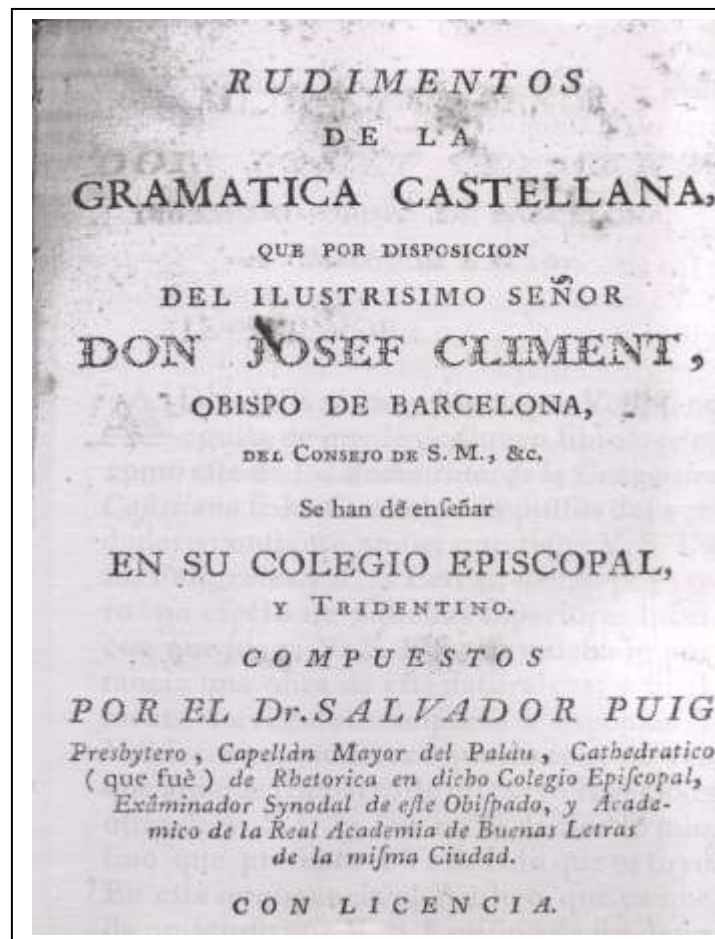 RUDIMENTOS
DE LA
GRAMATICA CASTELLANA,
QUE POR DISPOSICION
DEL ILUSTRISIMO SEÑOR
DON JOSEF CLIMENT,
OBISPO DE BARCELONA,
DEL CONSEJO DE S. M., &c.
Se han de enſeñar
EN SU COLEGIO EPISCOPAL,
Y TRIDENTINO.
COMPUESTOS
POR EL Dr. SALVADOR PUIG
Presbytero, Capellàn Mayor del Palàu, Cathedratico
(que fuè) de Rhetorica en dicho Colegio Epiſcopal,
Exâminador Synodal de eſte Obiſpado, y Acade-
mico de la Real Academia de Buenas Letras
de la miſma Ciudad.
CON LICENCIA.